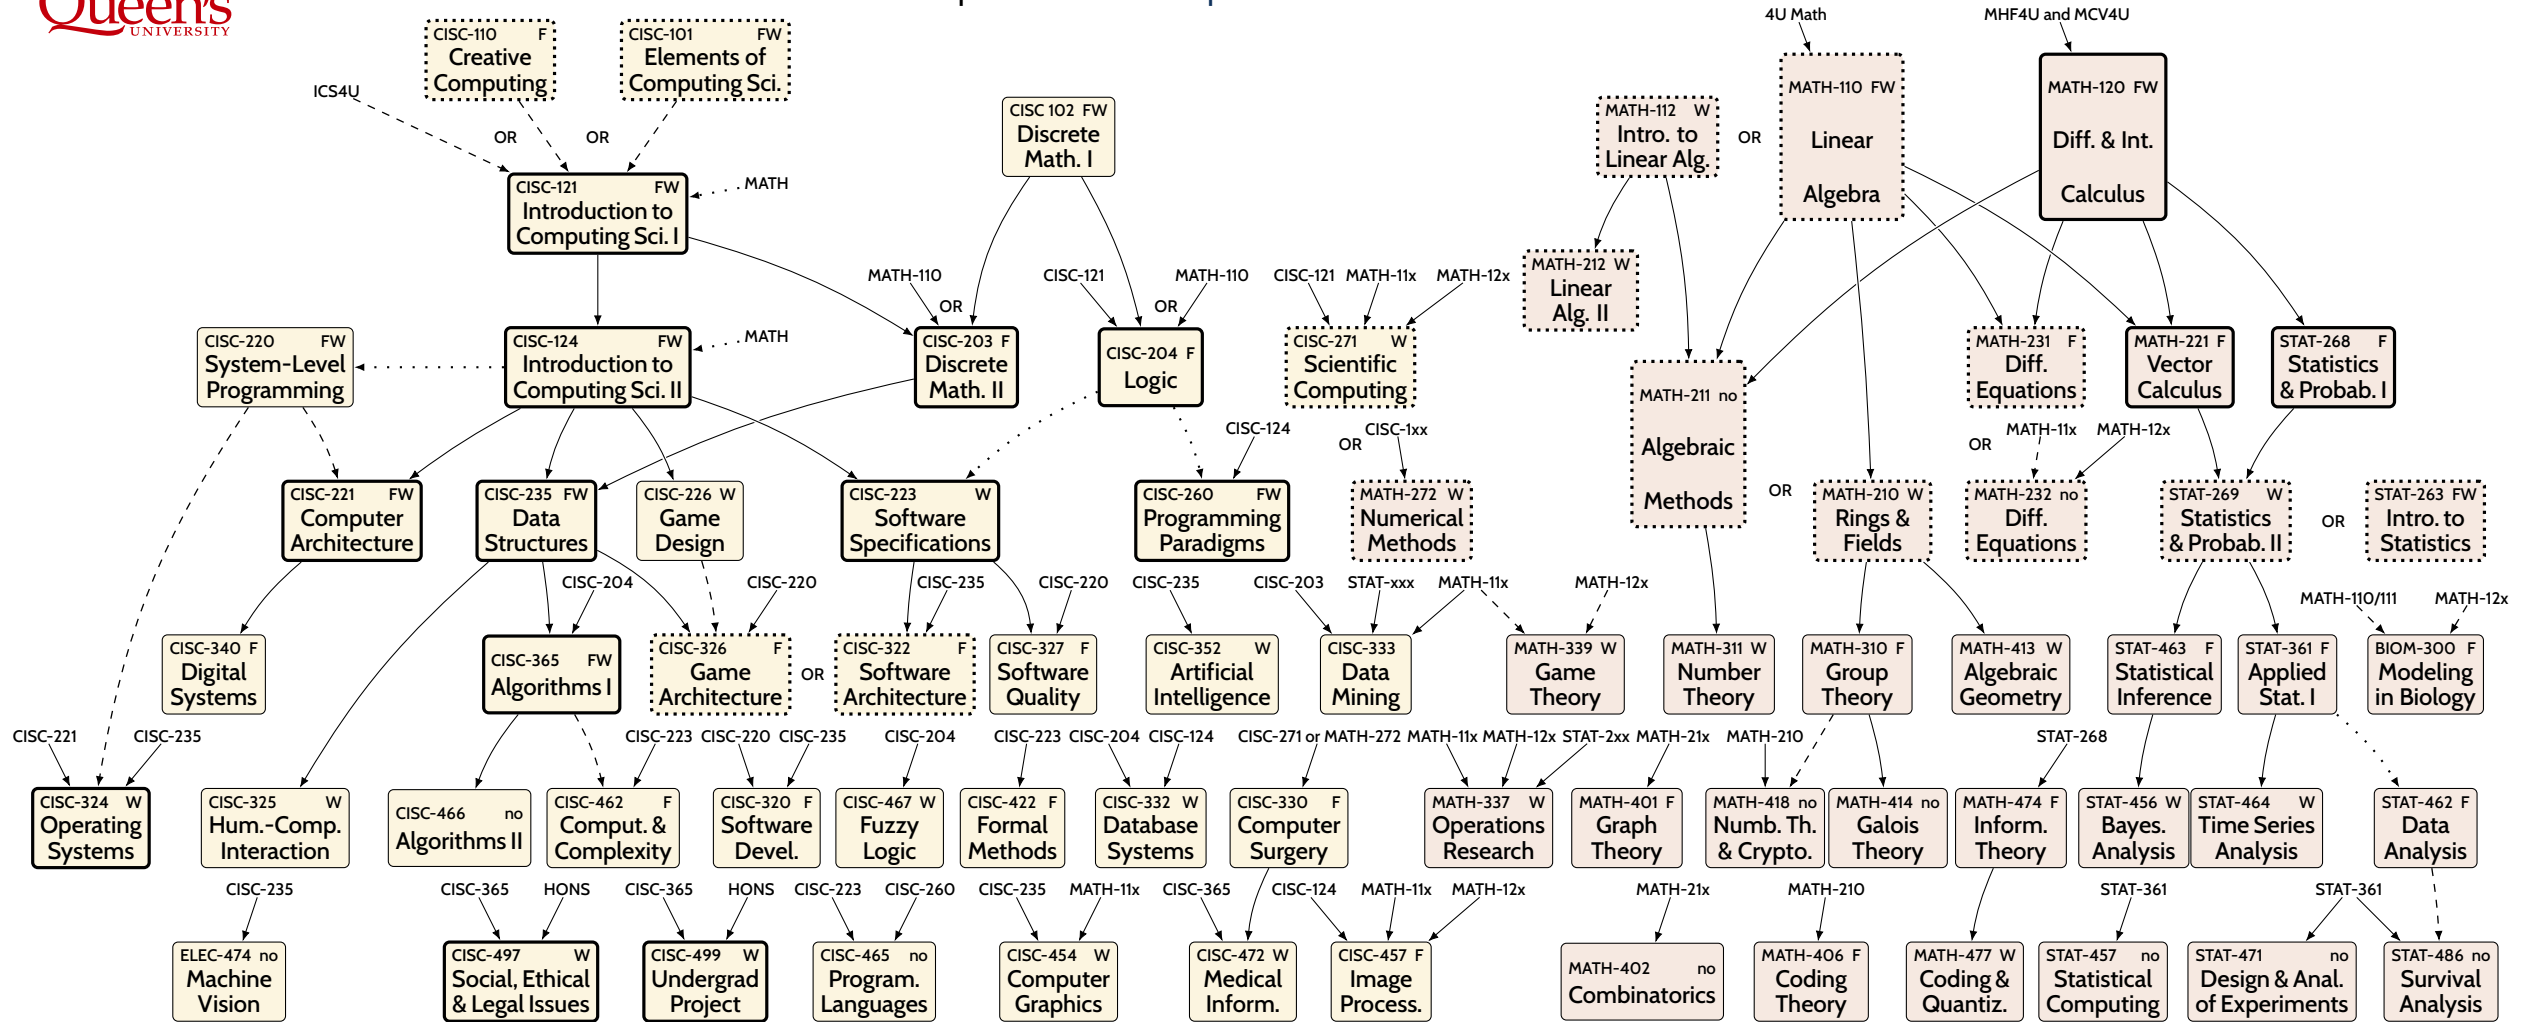 Queen's
UNIVERSITY
4U Math
MHF4U and MCV4U
CISC-110 F
Creative
Computing
CISC-101 FW
Elements of
Computing Sci.
ICS4U
OR
OR
CISC 102 FW
Discrete
Math. I
MATH-112 W
Intro. to
Linear Alg.
OR
MATH-110 FW
Linear
Algebra
MATH-120 FW
Diff. & Int.
Calculus
CISC-121 FW
Introduction to
Computing Sci. I
MATH
MATH-110
OR
CISC-121
OR
MATH-110
CISC-121
MATH-11x
MATH-12x
MATH-212 W
Linear
Alg. II
CISC-220 FW
System-Level
Programming
CISC-124 FW
Introduction to
Computing Sci. II
MATH
CISC-203 F
Discrete
Math. II
CISC-204 F
Logic
CISC-271 W
Scientific
Computing
MATH-211 no
Algebraic
Methods
MATH-231 F
Diff.
Equations
MATH-221 F
Vector
Calculus
STAT-268 F
Statistics
& Probab. I
CISC-124
OR
CISC-1xx
OR
MATH-11x
MATH-12x
CISC-221 FW
Computer
Architecture
CISC-235 FW
Data
Structures
CISC-226 W
Game
Design
CISC-223 W
Software
Specifications
CISC-260 FW
Programming
Paradigms
MATH-272 W
Numerical
Methods
OR
MATH-210 W
Rings &
Fields
MATH-232 no
Diff.
Equations
STAT-269 W
Statistics
& Probab. II
OR
STAT-263 FW
Intro. to
Statistics
CISC-204
CISC-220
CISC-235
CISC-220
CISC-235
CISC-203
STAT-xxx
MATH-11x
MATH-12x
MATH-110/111
MATH-12x
CISC-340 F
Digital
Systems
CISC-365 FW
Algorithms I
CISC-326 F
Game
Architecture
OR
CISC-322 F
Software
Architecture
CISC-327 F
Software
Quality
CISC-352 W
Artificial
Intelligence
CISC-333
Data
Mining
MATH-339 W
Game
Theory
MATH-311 W
Number
Theory
MATH-310 F
Group
Theory
MATH-413 W
Algebraic
Geometry
STAT-463 F
Statistical
Inference
STAT-361 F
Applied
Stat. I
BIOM-300 F
Modeling
in Biology
CISC-221
CISC-235
CISC-223
CISC-220
CISC-235
CISC-204
CISC-223
CISC-204
CISC-124
CISC-271 or MATH-272
MATH-11x
MATH-12x
STAT-2xx
MATH-21x
MATH-210
STAT-268
CISC-324 W
Operating
Systems
CISC-325 W
Hum.-Comp.
Interaction
CISC-466 no
Algorithms II
CISC-462 F
Comput. &
Complexity
CISC-320 F
Software
Devel.
CISC-467 W
Fuzzy
Logic
CISC-422 F
Formal
Methods
CISC-332 W
Database
Systems
CISC-330 F
Computer
Surgery
MATH-337 W
Operations
Research
MATH-401 F
Graph
Theory
MATH-418 no
Numb. Th.
& Crypto.
MATH-414 no
Galois
Theory
MATH-474 F
Inform.
Theory
STAT-456 W
Bayes.
Analysis
STAT-464 W
Time Series
Analysis
STAT-462 F
Data
Analysis
CISC-235
CISC-365
HONS
CISC-365
HONS
CISC-223
CISC-260
CISC-235
MATH-11x
CISC-365
CISC-124
MATH-11x
MATH-12x
MATH-21x
MATH-210
STAT-361
STAT-361
ELEC-474 no
Machine
Vision
CISC-497 W
Social, Ethical
& Legal Issues
CISC-499 W
Undergrad
Project
CISC-465 no
Program.
Languages
CISC-454 W
Computer
Graphics
CISC-472 W
Medical
Inform.
CISC-457 F
Image
Process.
MATH-402 no
Combinatorics
MATH-406 F
Coding
Theory
MATH-477 W
Coding &
Quantiz.
STAT-457 no
Statistical
Computing
STAT-471 no
Design & Anal.
of Experiments
STAT-486 no
Survival
Analysis